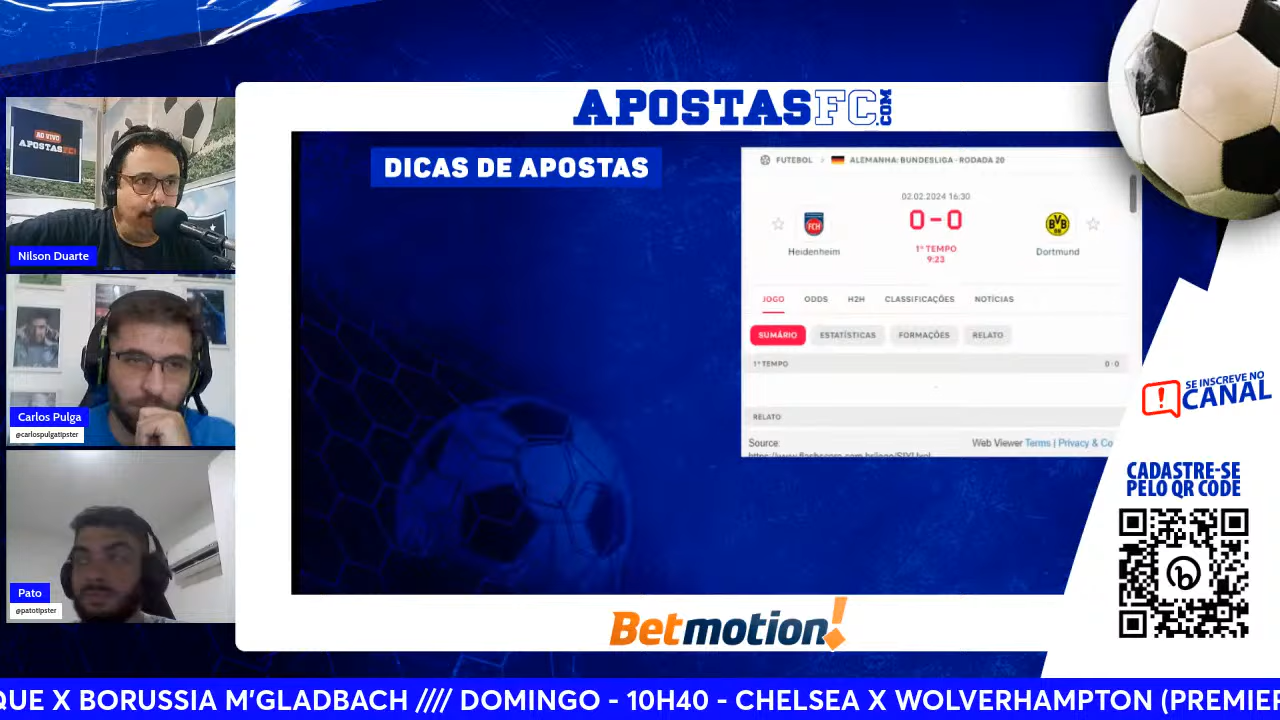 APOSTASFC.COM
AO VIVO
APOSTASFC!
Nilson Duarte
Carlos Pulga
@carlospulgatipster
Pato
@patotipster
DICAS DE APOSTAS
FUTEBOL
ALEMANHA: BUNDESLIGA - RODADA 20
02.02.2024 16:30
0-0
Heidenheim
Dortmund
1º TEMPO
9:23
JOGO ODDS H2H CLASSIFICAÇÕES NOTÍCIAS
SUMÁRIO ESTATÍSTICAS FORMAÇÕES RELATO
1º TEMPO 0-0
RELATO
Source: Web Viewer Terms | Privacy & Co
SE INSCREVE NO
CANAL
CADASTRE-SE
PELO QR CODE
Betmotion!
QUE X BORUSSIA M'GLADBACH //// DOMINGO - 10H40 - CHELSEA X WOLVERHAMPTON (PREMIER